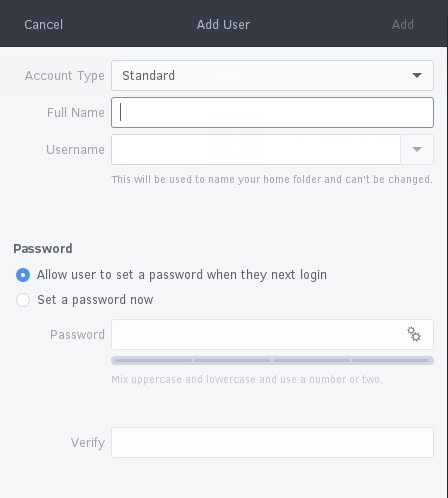 Cancel Add User Add
Account Type Standard
Full Name
Username
This will be used to name your home folder and can't be changed.
Password
Allow user to set a password when they next login
Set a password now
Password
Mix uppercase and lowercase and use a number or two.
Verify